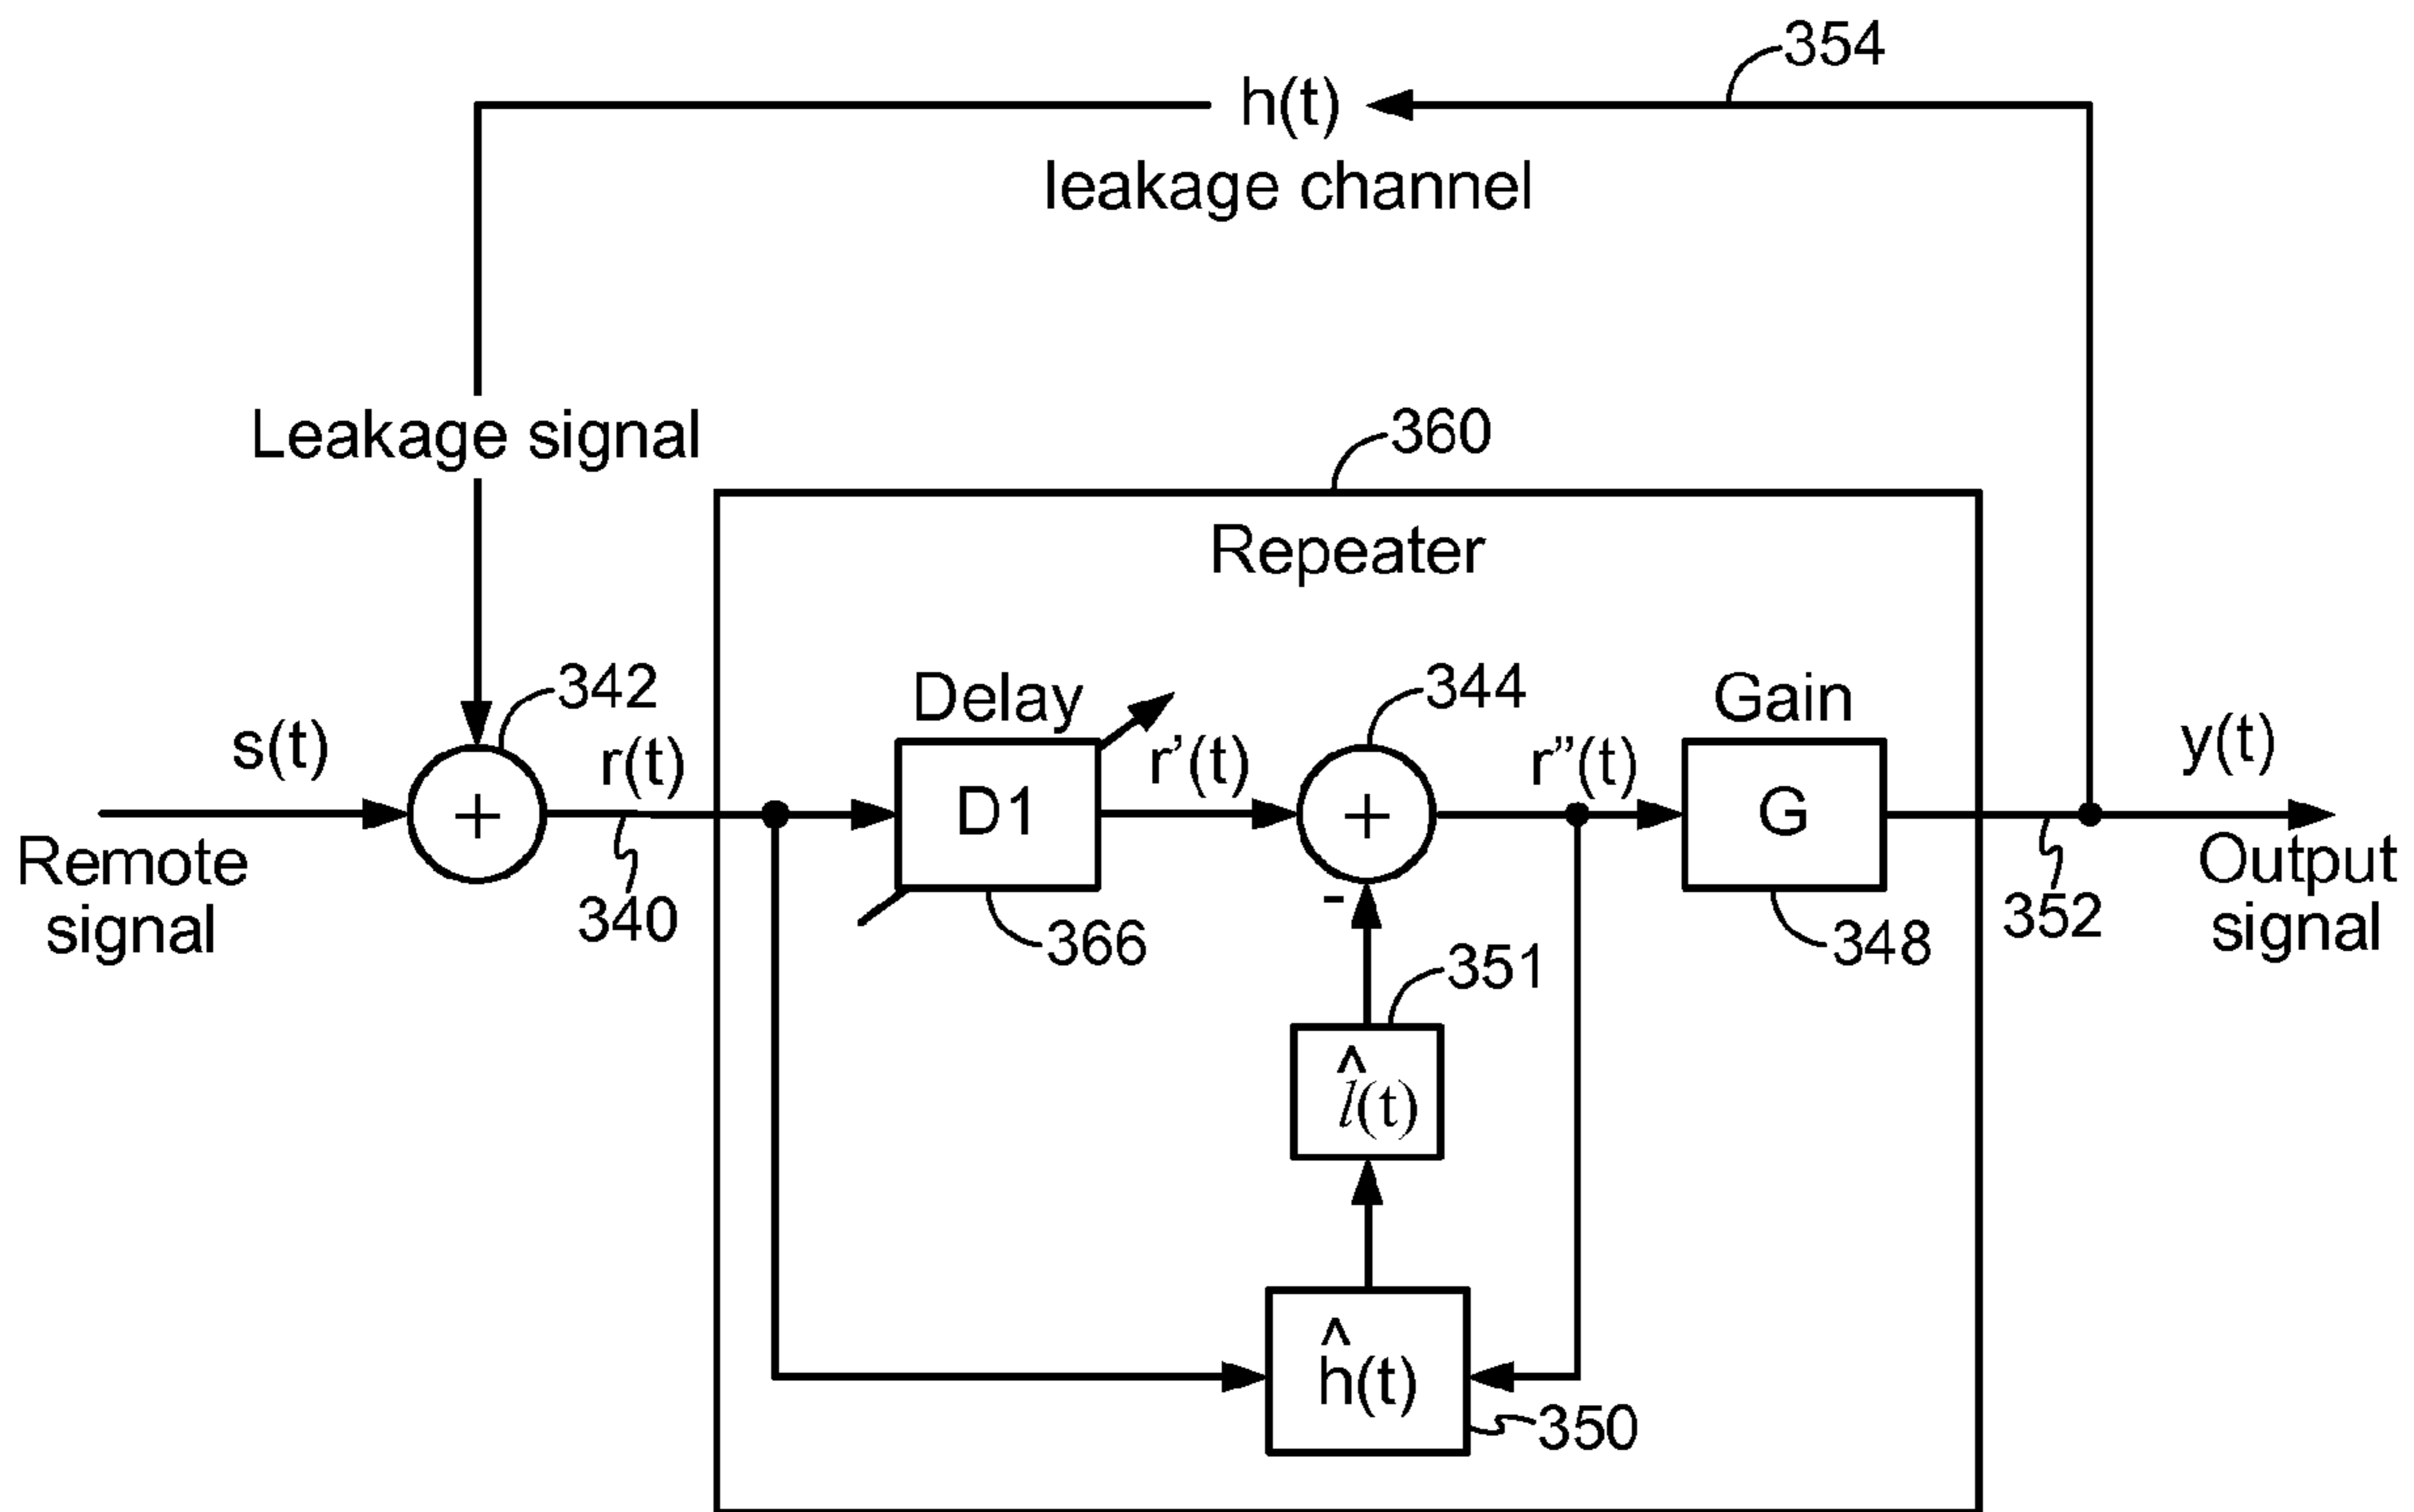 354
h(t)
leakage channel
Leakage signal
360
Repeater
342
Delay
344
Gain
s(t)
r(t)
r’(t)
r”(t)
y(t)
+
D1
+
G
Remote
signal
340
366
-
348
352
Output
signal
351
l̂(t)
ĥ(t)
350